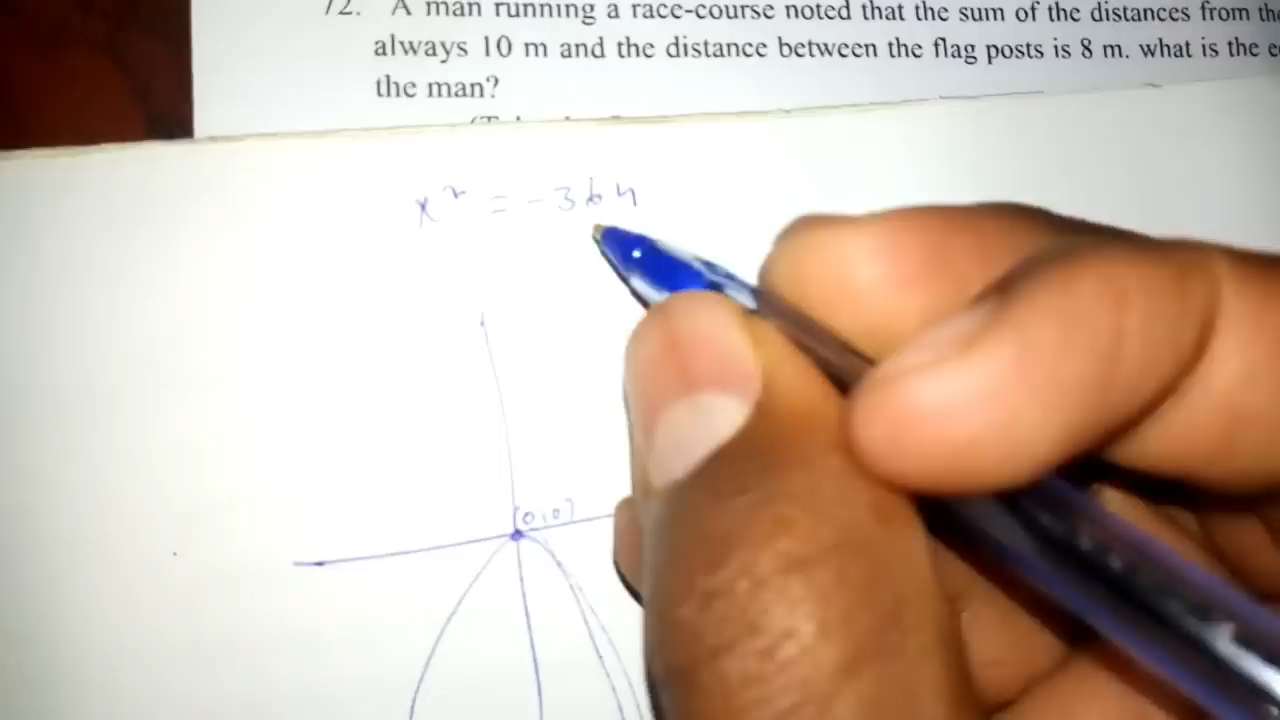 72. A man running a race-course noted that the sum of the distances from the
always 10 m and the distance between the flag posts is 8 m. what is the e
the man?
x² = -36y
(0,0)